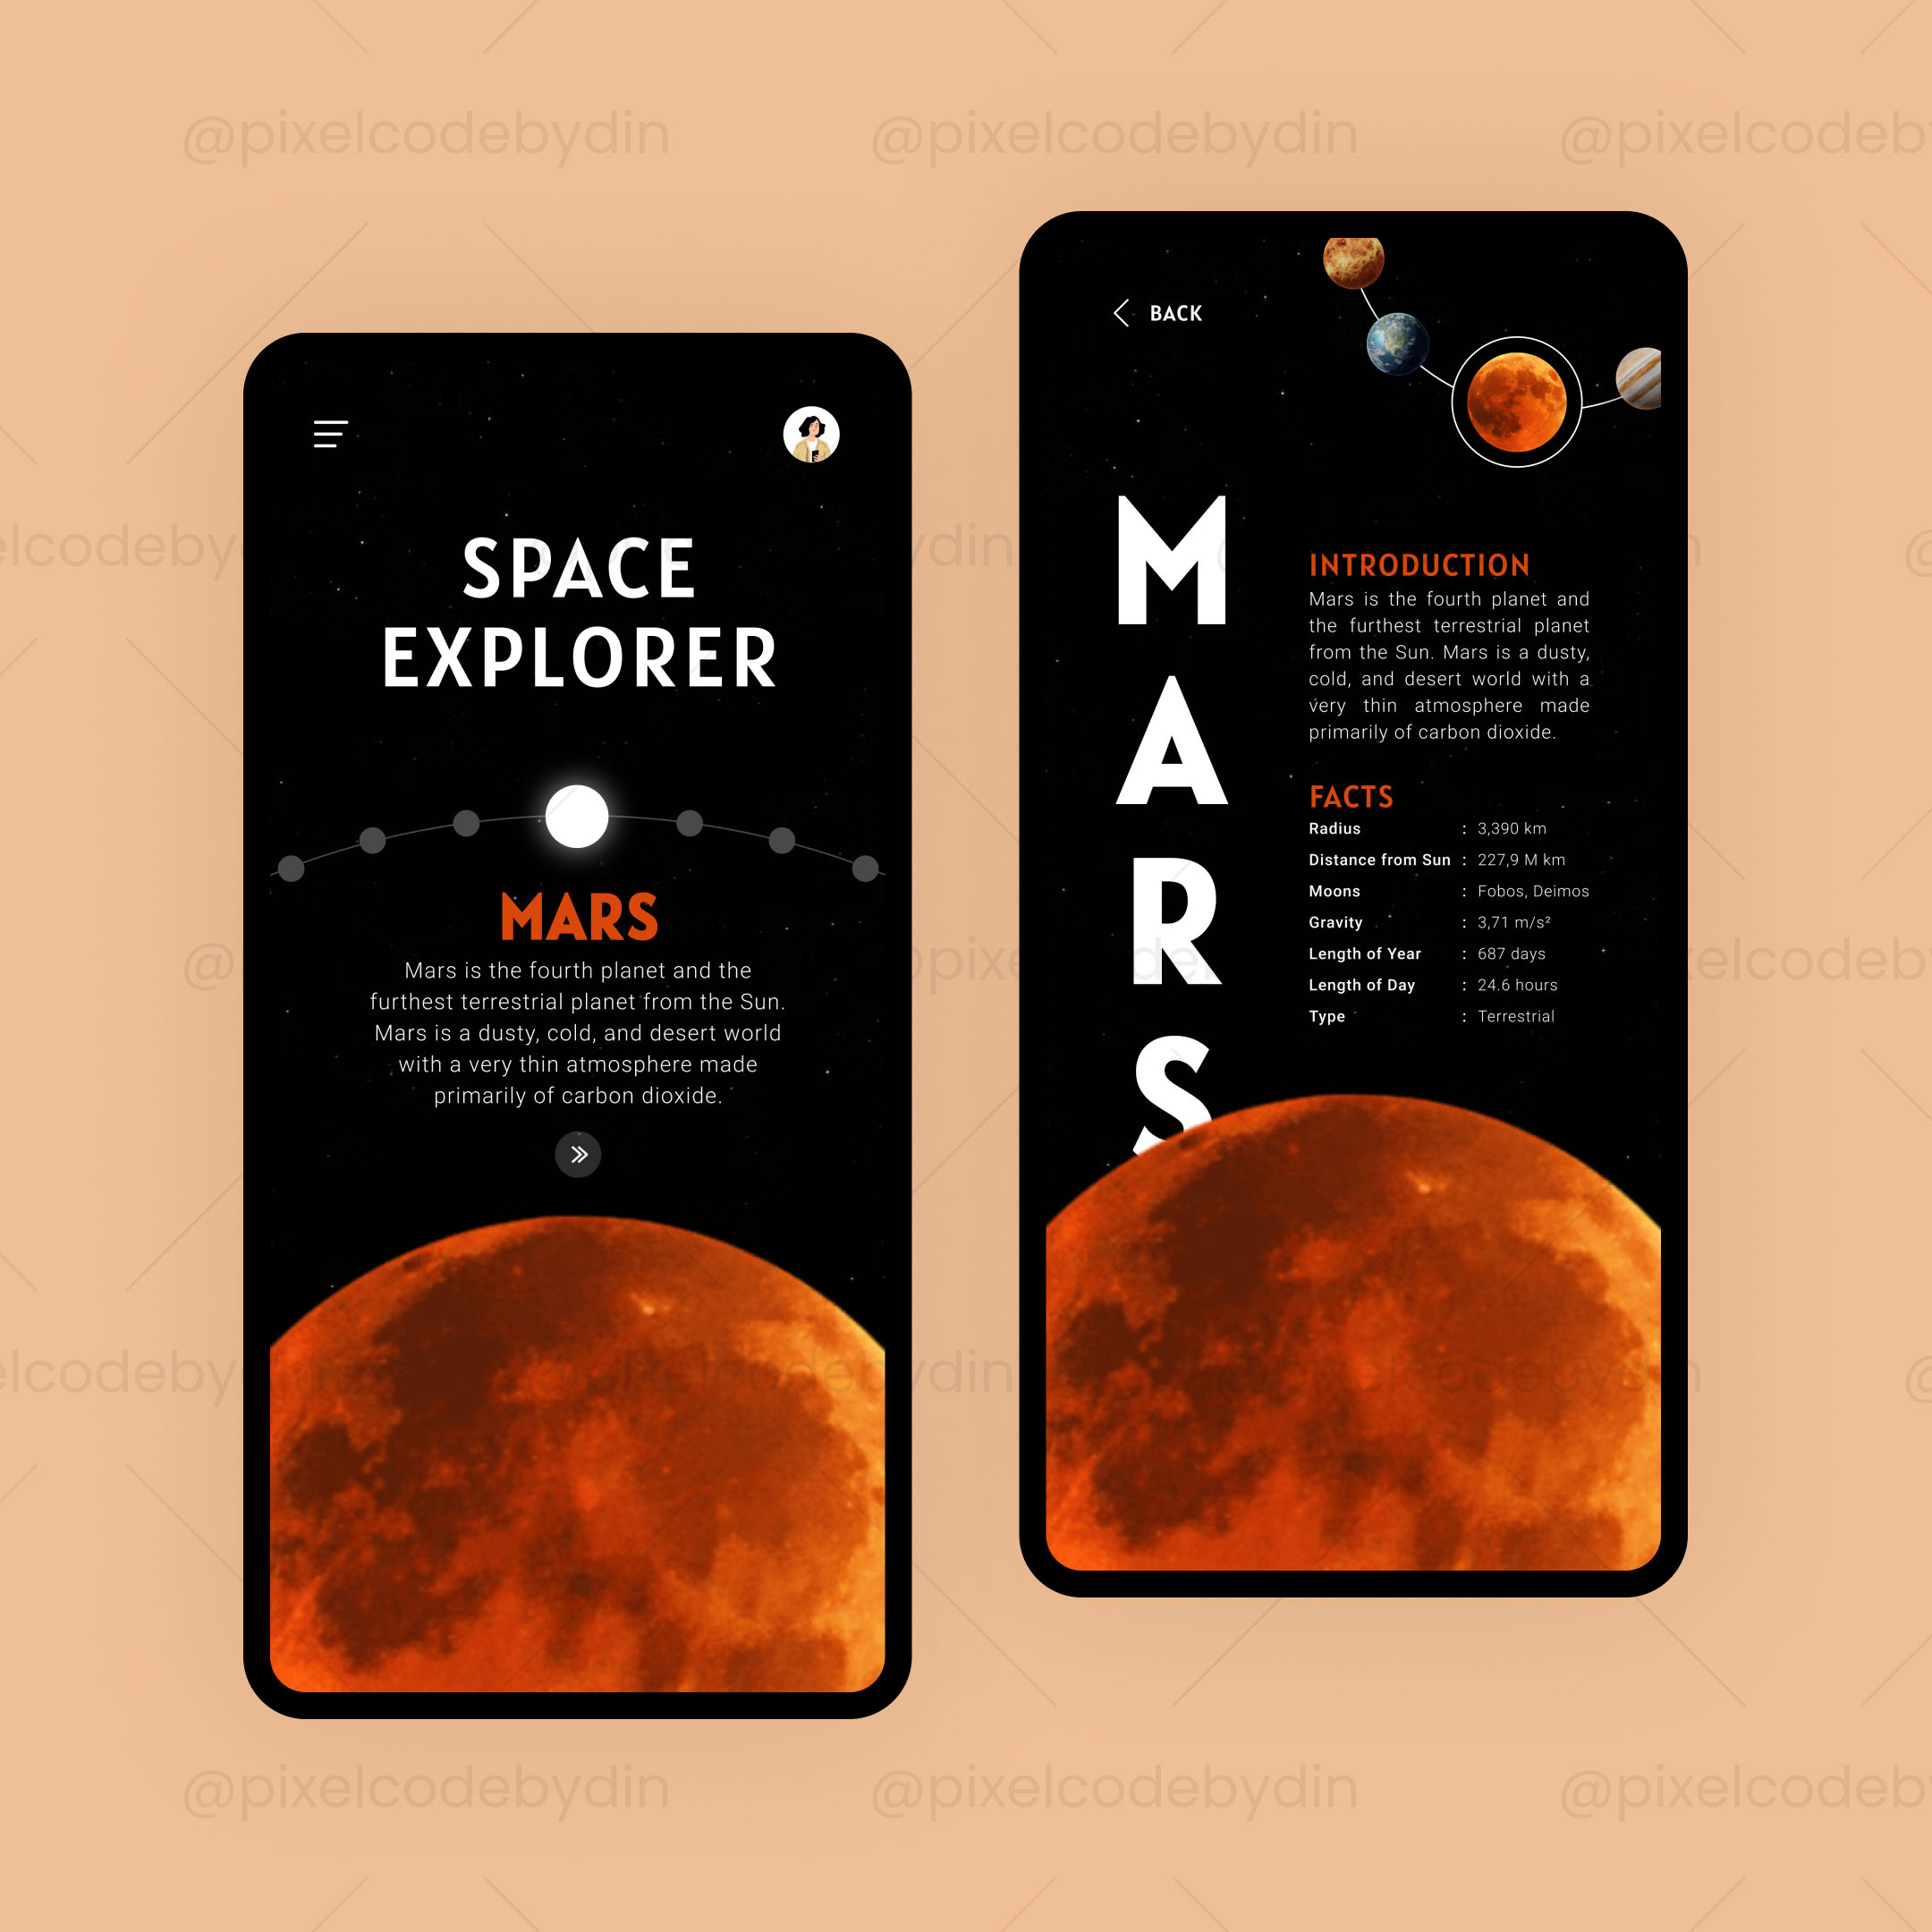 @pixelcodebydin @pixelcodebydin @pixelcodeb
SPACE
EXPLORER
MARS
Mars is the fourth planet and the
furthest terrestrial planet from the Sun.
Mars is a dusty, cold, and desert world
with a very thin atmosphere made
primarily of carbon dioxide.
BACK
MARS
INTRODUCTION
Mars is the fourth planet and
the furthest terrestrial planet
from the Sun. Mars is a dusty,
cold, and desert world with a
very thin atmosphere made
primarily of carbon dioxide.
FACTS
Radius : 3,390 km
Distance from Sun : 227,9 M km
Moons : Fobos, Deimos
Gravity : 3,71 m/s²
Length of Year : 687 days
Length of Day : 24.6 hours
Type : Terrestrial
@pixelcodebydin @pixelcodebydin @pixelcodeb